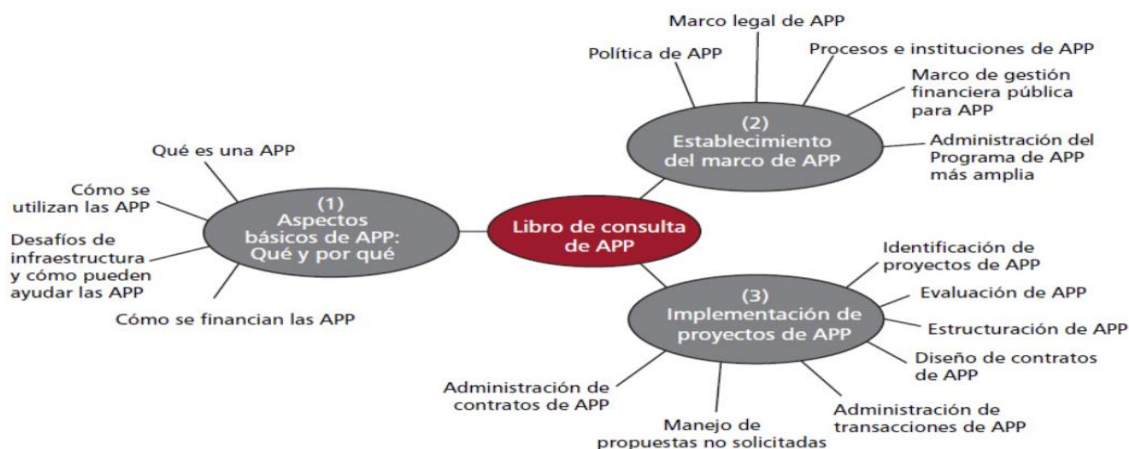 Libro de consulta
de APP
(1)
Aspectos
básicos de APP:
Qué y por qué
Qué es una APP
Cómo se
utilizan las APP
Desafíos de
infraestructura
y cómo pueden
ayudar las APP
Cómo se financian las APP
(2)
Establecimiento
del marco de APP
Política de APP
Marco legal de APP
Procesos e instituciones de APP
Marco de gestión
financiera pública
para APP
Administración del
Programa de APP
más amplia
(3)
Implementación de
proyectos de APP
Identificación de
proyectos de APP
Evaluación de APP
Estructuración de APP
Diseño de contratos
de APP
Administración de
transacciones de APP
Manejo de
propuestas no solicitadas
Administración de
contratos de APP